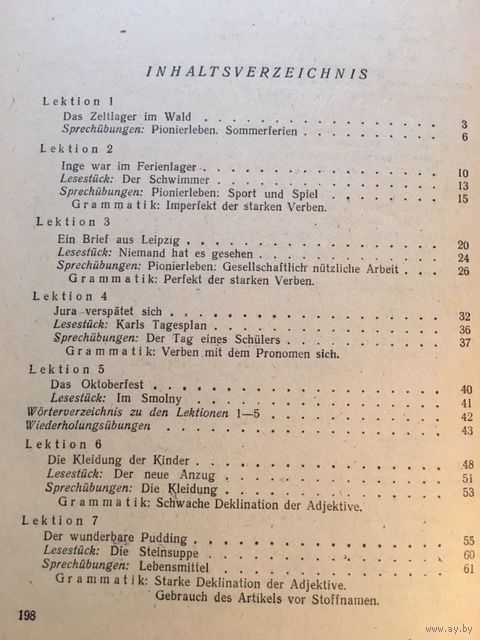 INHALTSVERZEICHNIS
Lektion 1
Das Zeltlager im Wald . . . . . . . . . . . . . . . 3
Sprechübungen: Pionierleben. Sommerferien . . . . . . . . . 6
Lektion 2
Inge war im Ferienlager . . . . . . . . . . . . . . . 10
Lesestück: Der Schwimmer . . . . . . . . . . . . . . 13
Sprechübungen: Pionierleben: Sport und Spiel . . . . . . . . 15
Grammatik: Imperfekt der starken Verben.
Lektion 3
Ein Brief aus Leipzig . . . . . . . . . . . . . . . . 20
Lesestück: Niemand hat es gesehen . . . . . . . . . . . 24
Sprechübungen: Pionierleben: Gesellschaftlich nützliche Arbeit . . . 26
Grammatik: Perfekt der starken Verben.
Lektion 4
Jura verspätet sich . . . . . . . . . . . . . . . . . 32
Lesestück: Karls Tagesplan . . . . . . . . . . . . . . 36
Sprechübungen: Der Tag eines Schülers . . . . . . . . . . 37
Grammatik: Verben mit dem Pronomen sich.
Lektion 5
Das Oktoberfest . . . . . . . . . . . . . . . . . . 40
Lesestück: Im Smolny . . . . . . . . . . . . . . . . 41
Wörterverzeichnis zu den Lektionen 1—5 . . . . . . . . . . . 42
Wiederholungsübungen . . . . . . . . . . . . . . . . . 43
Lektion 6
Die Kleidung der Kinder . . . . . . . . . . . . . . . 48
Lesestück: Der neue Anzug . . . . . . . . . . . . . . 51
Sprechübungen: Die Kleidung . . . . . . . . . . . . . . 53
Grammatik: Schwache Deklination der Adjektive.
Lektion 7
Der wunderbare Pudding . . . . . . . . . . . . . . . 55
Lesestück: Die Steinsuppe . . . . . . . . . . . . . . . 60
Sprechübungen: Lebensmittel . . . . . . . . . . . . . . 61
Grammatik: Starke Deklination der Adjektive.
Gebrauch des Artikels vor Stoffnamen.
198
www.ay.by